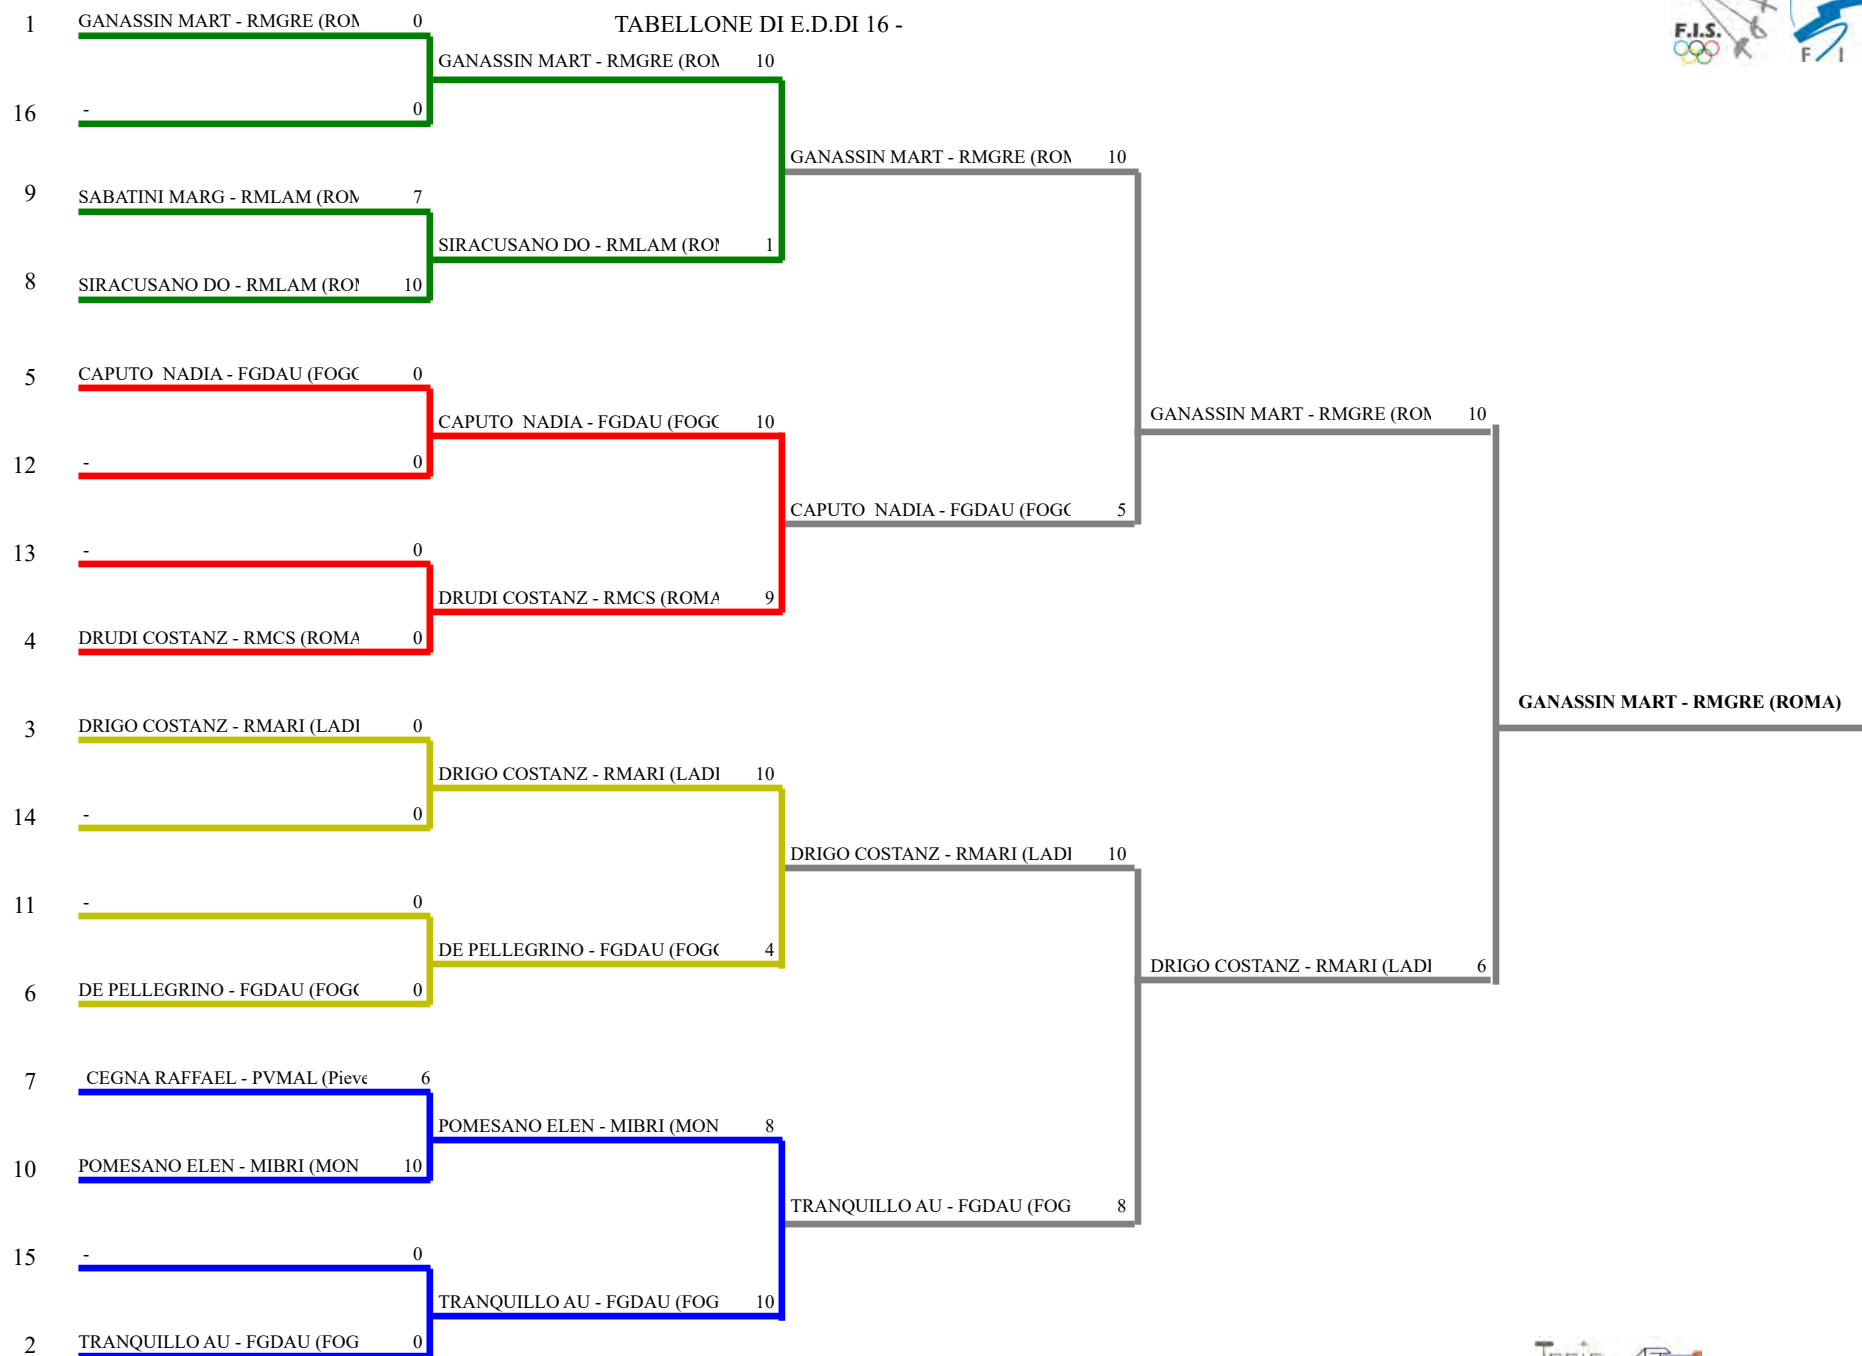 TABELLONE DI E.D.DI 16 -
F.I.S.
F I
1 GANASSIN MART - RMGRE (ROM 0
GANASSIN MART - RMGRE (ROM 10
16 - 0
GANASSIN MART - RMGRE (ROM 10
9 SABATINI MARG - RMLAM (ROM 7
SIRACUSANO DO - RMLAM (ROM 1
8 SIRACUSANO DO - RMLAM (ROM 10
5 CAPUTO NADIA - FGDAU (FOGG 0
GANASSIN MART - RMGRE (ROM 10
CAPUTO NADIA - FGDAU (FOGG 10
12 - 0
CAPUTO NADIA - FGDAU (FOGG 5
13 - 0
DRUDI COSTANZ - RMCS (ROMA 9
4 DRUDI COSTANZ - RMCS (ROMA 0
GANASSIN MART - RMGRE (ROMA)
3 DRIGO COSTANZ - RMARI (LADI 0
DRIGO COSTANZ - RMARI (LADI 10
14 - 0
DRIGO COSTANZ - RMARI (LADI 10
11 - 0
DE PELLEGRINO - FGDAU (FOGG 4
DRIGO COSTANZ - RMARI (LADI 6
6 DE PELLEGRINO - FGDAU (FOGG 0
7 CEGNA RAFFAEL - PVMAL (Pieve 6
POMESANO ELEN - MIBRI (MON 8
10 POMESANO ELEN - MIBRI (MON 10
TRANQUILLO AU - FGDAU (FOG 8
15 - 0
TRANQUILLO AU - FGDAU (FOG 10
2 TRANQUILLO AU - FGDAU (FOG 0